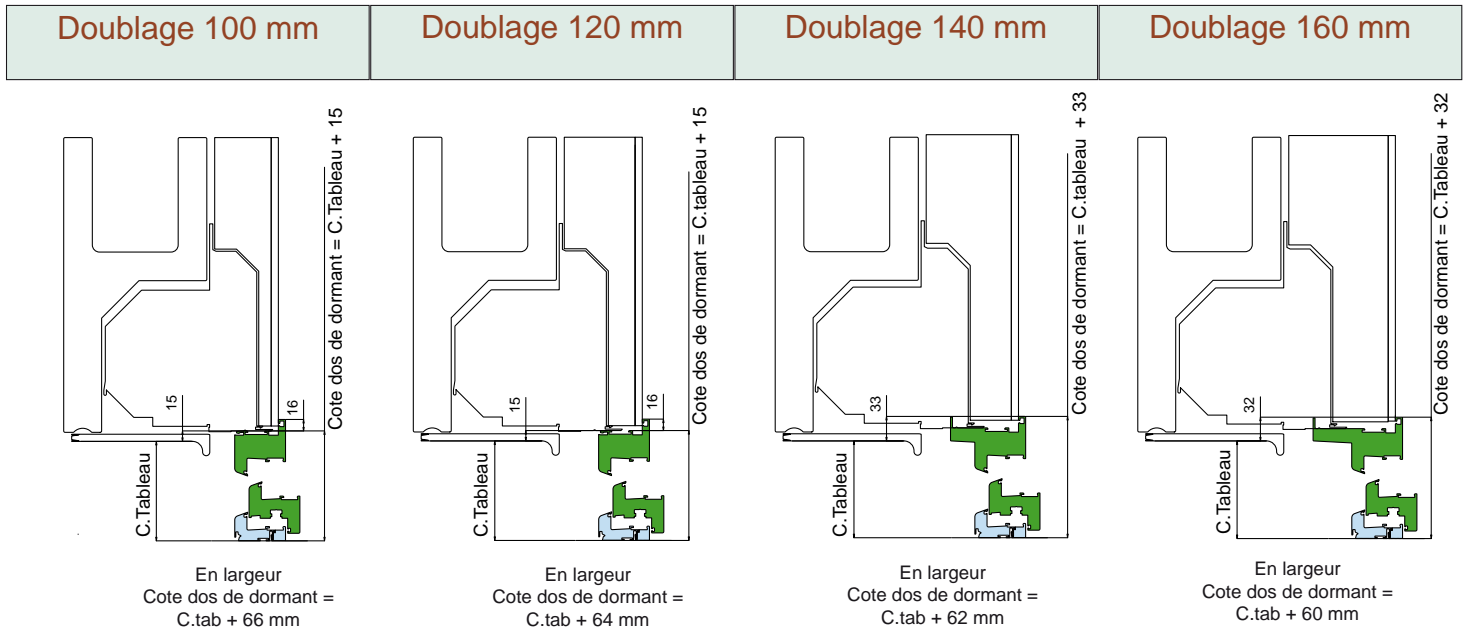 Doublage 100 mm
Doublage 120 mm
Doublage 140 mm
Doublage 160 mm
Cote dos de dormant = C.Tableau + 15
15
16
C.Tableau
En largeur
Cote dos de dormant =
C.tab + 66 mm
Cote dos de dormant = C.tableau + 15
15
16
C.Tableau
En largeur
Cote dos de dormant =
C.tab + 64 mm
Cote dos de dormant = C.tableau + 33
33
C.Tableau
En largeur
Cote dos de dormant =
C.tab + 62 mm
Cote dos de dormant = C.Tableau + 32
32
C.Tableau
En largeur
Cote dos de dormant =
C.tab + 60 mm